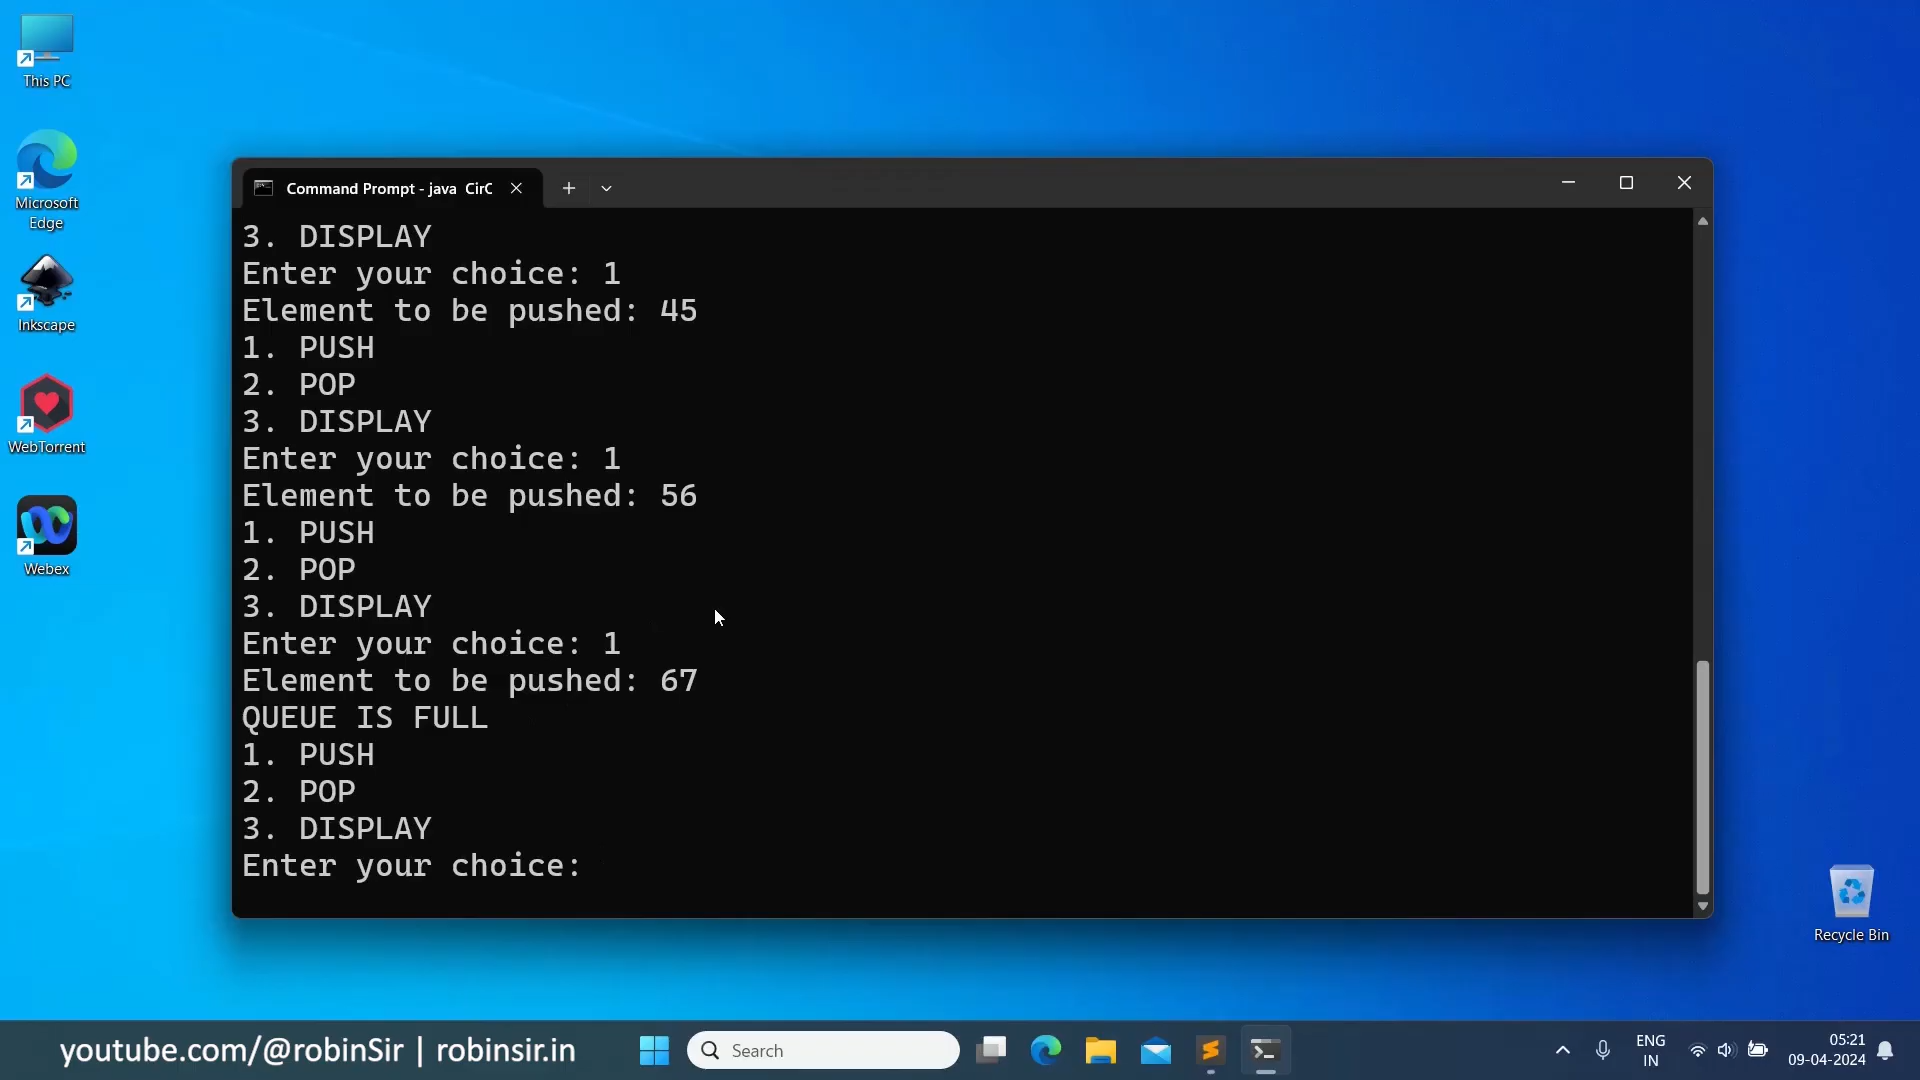 This PC
Microsoft
Edge
Inkscape
WebTorrent
Webex
Command Prompt - java  CirC
3. DISPLAY
Enter your choice: 1
Element to be pushed: 45
1. PUSH
2. POP
3. DISPLAY
Enter your choice: 1
Element to be pushed: 56
1. PUSH
2. POP
3. DISPLAY
Enter your choice: 1
Element to be pushed: 67
QUEUE IS FULL
1. PUSH
2. POP
3. DISPLAY
Enter your choice:
Recycle Bin
youtube.com/@robinSir | robinsir.in
Search
ENG
IN
05:21
09-04-2024